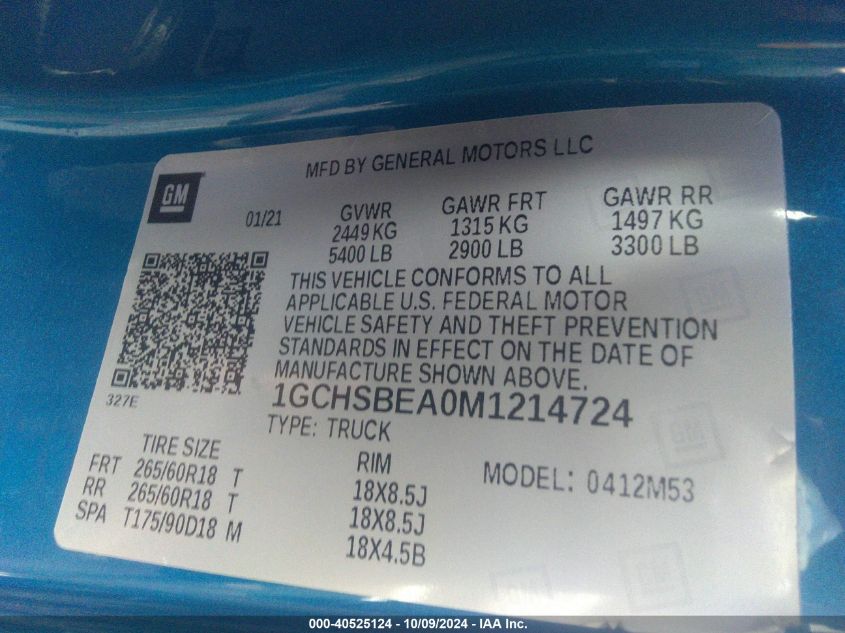 MFD BY GENERAL MOTORS LLC
GM
01/21
GVWR GAWR FRT GAWR RR
2449 KG 1315 KG 1497 KG
5400 LB 2900 LB 3300 LB
THIS VEHICLE CONFORMS TO ALL
APPLICABLE U.S. FEDERAL MOTOR
VEHICLE SAFETY AND THEFT PREVENTION
STANDARDS IN EFFECT ON THE DATE OF
MANUFACTURE SHOWN ABOVE.
327E
1GCHSBEA0M1214724
TYPE: TRUCK
TIRE SIZE RIM MODEL: 0412M53
FRT 265/60R18 T 18X8.5J
RR 265/60R18 T 18X8.5J
SPA T175/90D18 M 18X4.5B
000-40525124 - 10/09/2024 - IAA Inc.